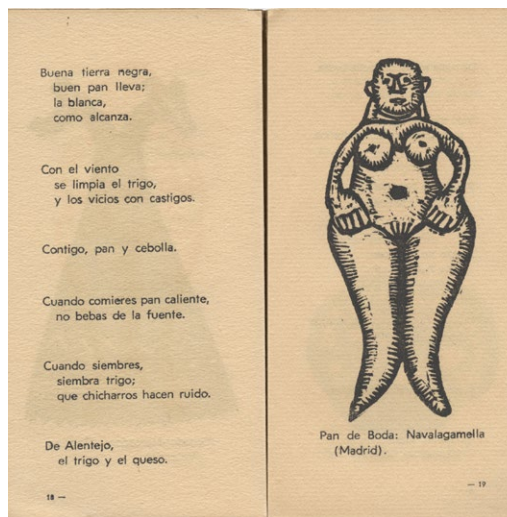 Buena tierra negra,
buen pan lleva;
la blanca,
como alcanza.
Con el viento
se limpia el trigo,
y los vicios con castigos.
Contigo, pan y cebolla.
Cuando comieres pan caliente,
no bebas de la fuente.
Cuando siembres,
siembra trigo;
que chicharros hacen ruido.
De Alentejo,
el trigo y el queso.
18 —
Pan de Boda: Navalagamella
(Madrid).
— 19